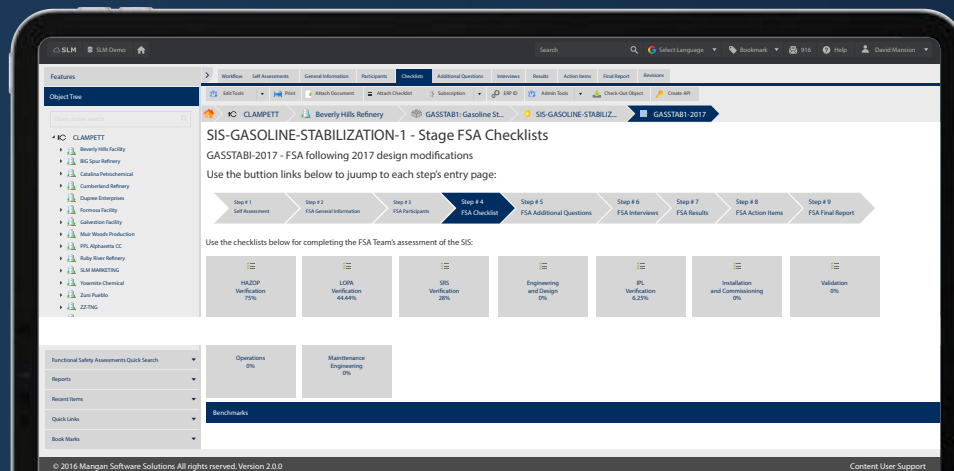 SLM SLM Demo Search Select Language Bookmark 916 Help David Mansion
Features
Object Tree
Workflow Self Assessments General Information Participants Checklists Additional Questions Interviews Results Action Items Final Report Revisions
Edit Tools Print Attach Document Attach Checklist Subscription ERP ID Admin Tools Check-Out Object Create API
CLAMPETT Beverly Hills Refinery GASSTAB1: Gasoline St... SIS-GASOLINE-STABILIZ... GASSTAB1-2017
CLAMPETT
Beverly Hills Facility
BIG Spur Refinery
Catalina Petrochemical
Cumberland Refinery
Dupree Enterprises
Formosa Facility
Galvestion Facility
Muir Woods Production
PPL Alpharetta CC
Ruby River Refinery
SLM MARKETING
Yosemite Chemical
Zuni Pueblo
ZZ-TNG
SIS-GASOLINE-STABILIZATION-1 - Stage FSA Checklists
GASSTABI-2017 - FSA following 2017 design modifications
Use the buttion links below to juump to each step's entry page:
Step # 1 Self Assessment
Step # 2 FSA General Information
Step # 3 FSA Participants
Step # 4 FSA Checklist
Step # 5 FSA Additional Questions
Step # 6 FSA Interviews
Step # 7 FSA Results
Step # 8 FSA Action Items
Step # 9 FSA Final Report
Use the checklists below for completing the FSA Team's assessment of the SIS:
HAZOP
Verification
75%
LOPA
Verification
44.44%
SRS
Verification
28%
Engineering
and Design
0%
IPL
Verification
6.25%
Installation
and Commissioning
0%
Validation
0%
Operations
0%
Mainttenance
Engineering
0%
Benchmarks
Functional Safety Assessments Quick Search
Reports
Recent Items
Quick Links
Book Marks
© 2016 Mangan Software Solutions All rights rserved. Version 2.0.0 Content User Support